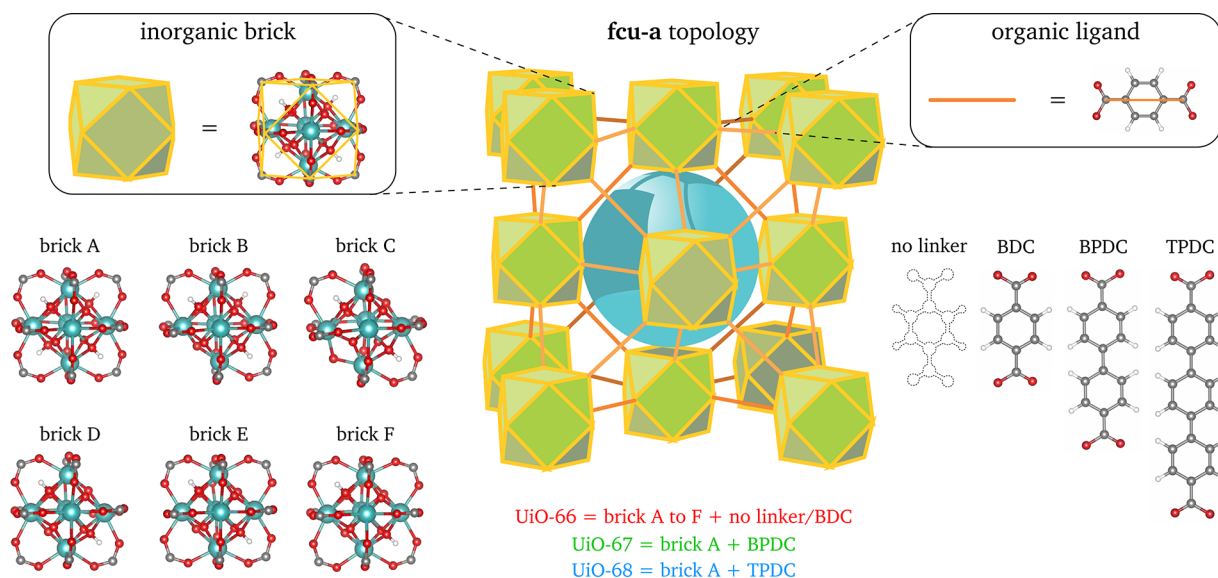 inorganic brick
=
fcu-a topology
organic ligand
=
brick A
brick B
brick C
no linker
BDC
BPDC
TPDC
brick D
brick E
brick F
UiO-66 = brick A to F + no linker/BDC
UiO-67 = brick A + BPDC
UiO-68 = brick A + TPDC